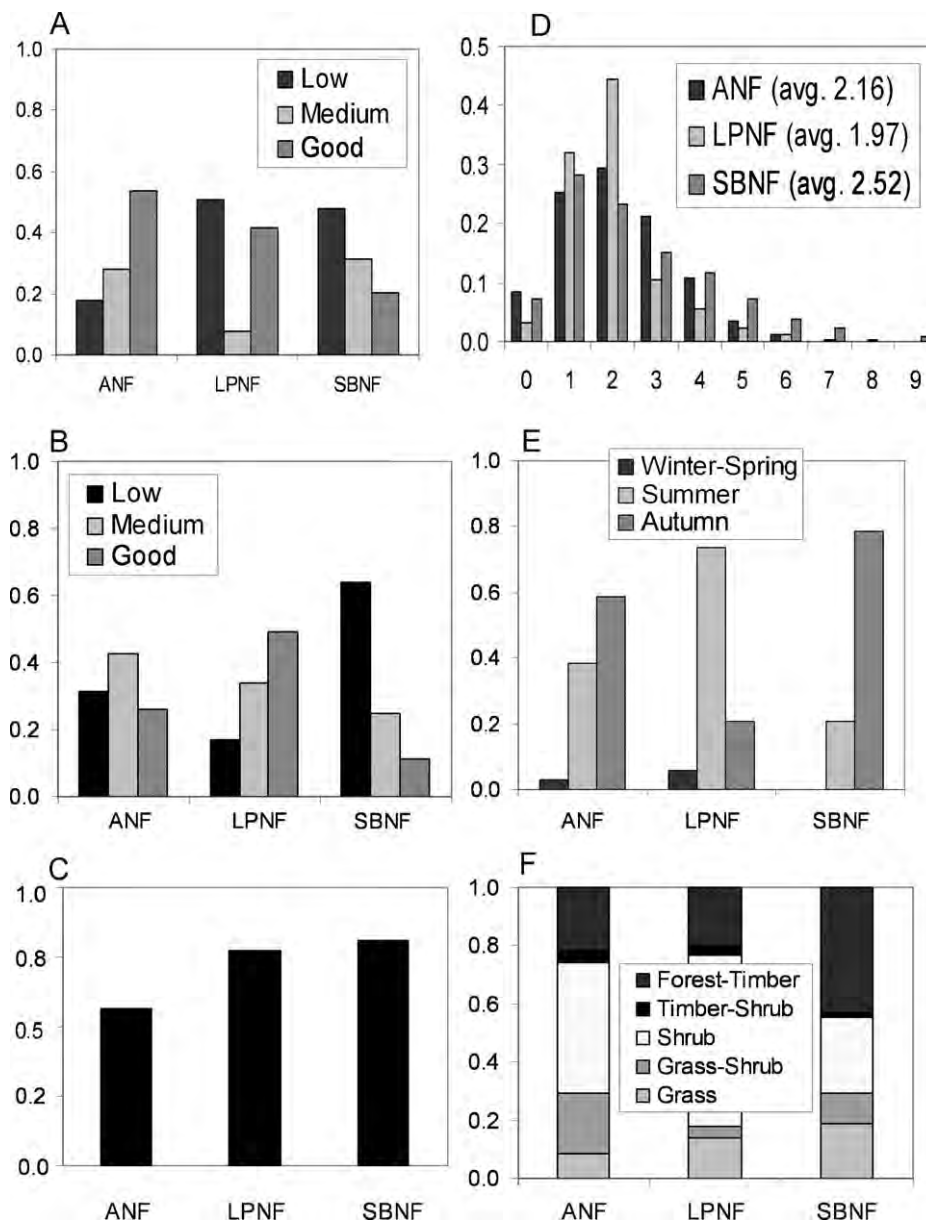 A
1.0
0.8
0.6
0.4
0.2
0.0
Low
Medium
Good
ANF LPNF SBNF
D
0.5
0.4
0.3
0.2
0.1
0.0
ANF (avg. 2.16)
LPNF (avg. 1.97)
SBNF (avg. 2.52)
0 1 2 3 4 5 6 7 8 9
B
1.0
0.8
0.6
0.4
0.2
0.0
Low
Medium
Good
ANF LPNF SBNF
E
1.0
0.8
0.6
0.4
0.2
0.0
Winter-Spring
Summer
Autumn
ANF LPNF SBNF
C
1.0
0.8
0.5
0.2
0.0
ANF LPNF SBNF
F
1.0
0.8
0.6
0.4
0.2
0.0
Forest-Timber
Timber-Shrub
Shrub
Grass-Shrub
Grass
ANF LPNF SBNF